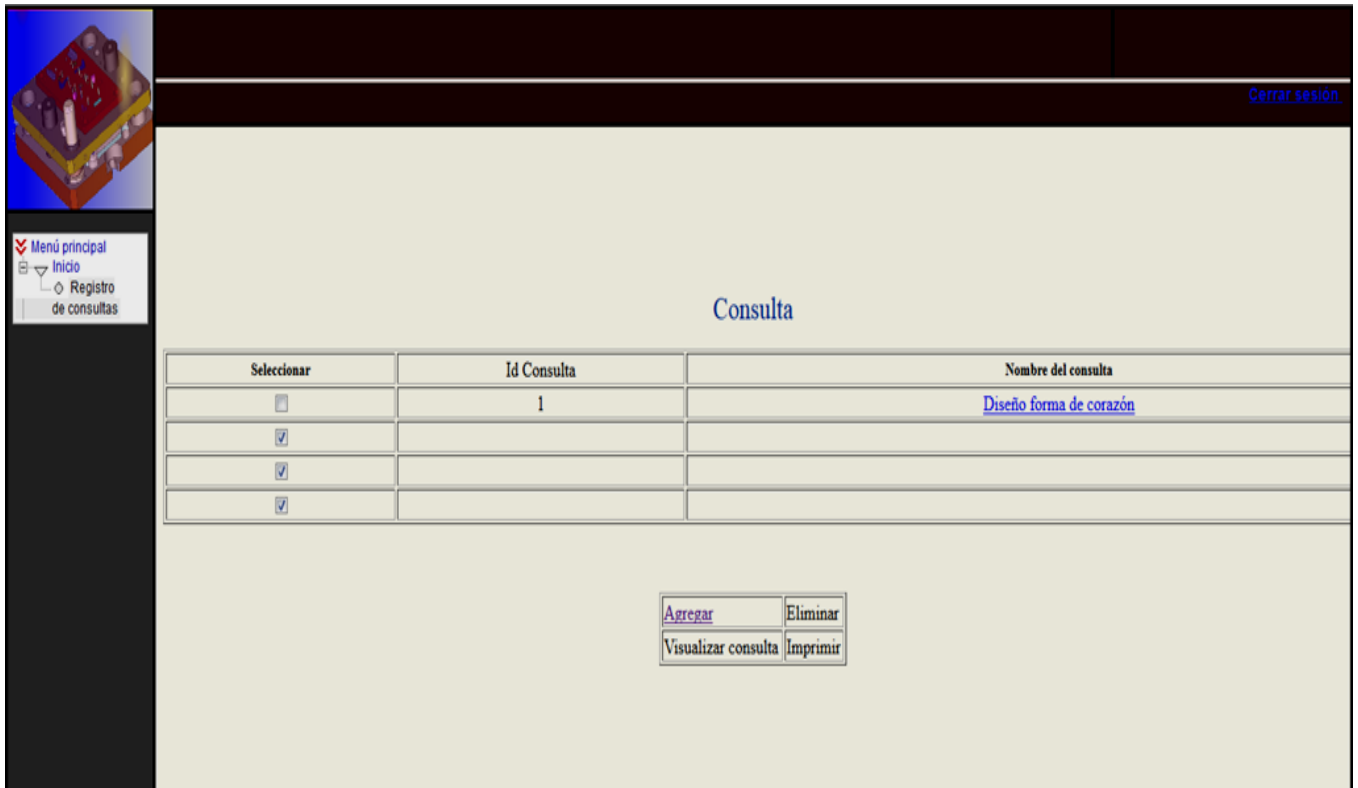 Cerrar sesión
Menú principal
Inicio
Registro
de consultas
Consulta
Seleccionar Id Consulta Nombre del consulta
1 Diseño forma de corazón
Agregar Eliminar
Visualizar consulta Imprimir